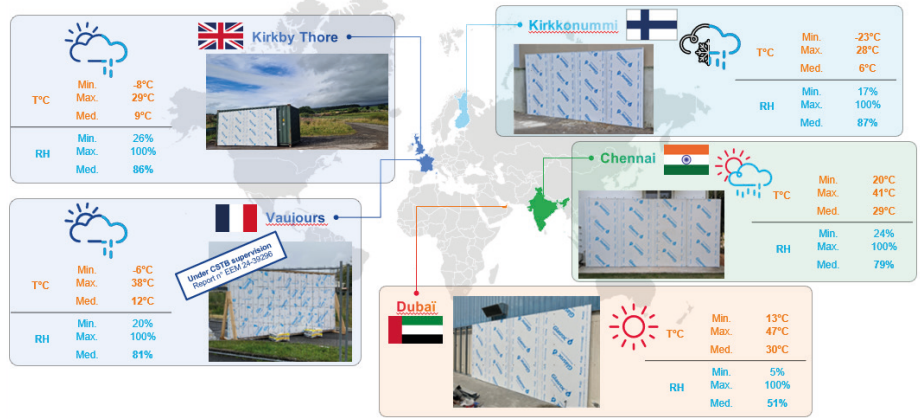 Kirkby Thore
T°C
Min. -8°C
Max. 29°C
Med. 9°C
RH
Min. 26%
Max. 100%
Med. 86%
Kirkkonummi
T°C
Min. -23°C
Max. 28°C
Med. 6°C
RH
Min. 17%
Max. 100%
Med. 87%
Chennai
T°C
Min. 20°C
Max. 41°C
Med. 29°C
RH
Min. 24%
Max. 100%
Med. 79%
Vaujours
Under CSTB supervision
Report n° EEM 24-39296
T°C
Min. -6°C
Max. 38°C
Med. 12°C
RH
Min. 20%
Max. 100%
Med. 81%
Dubaï
T°C
Min. 13°C
Max. 47°C
Med. 30°C
RH
Min. 5%
Max. 100%
Med. 51%